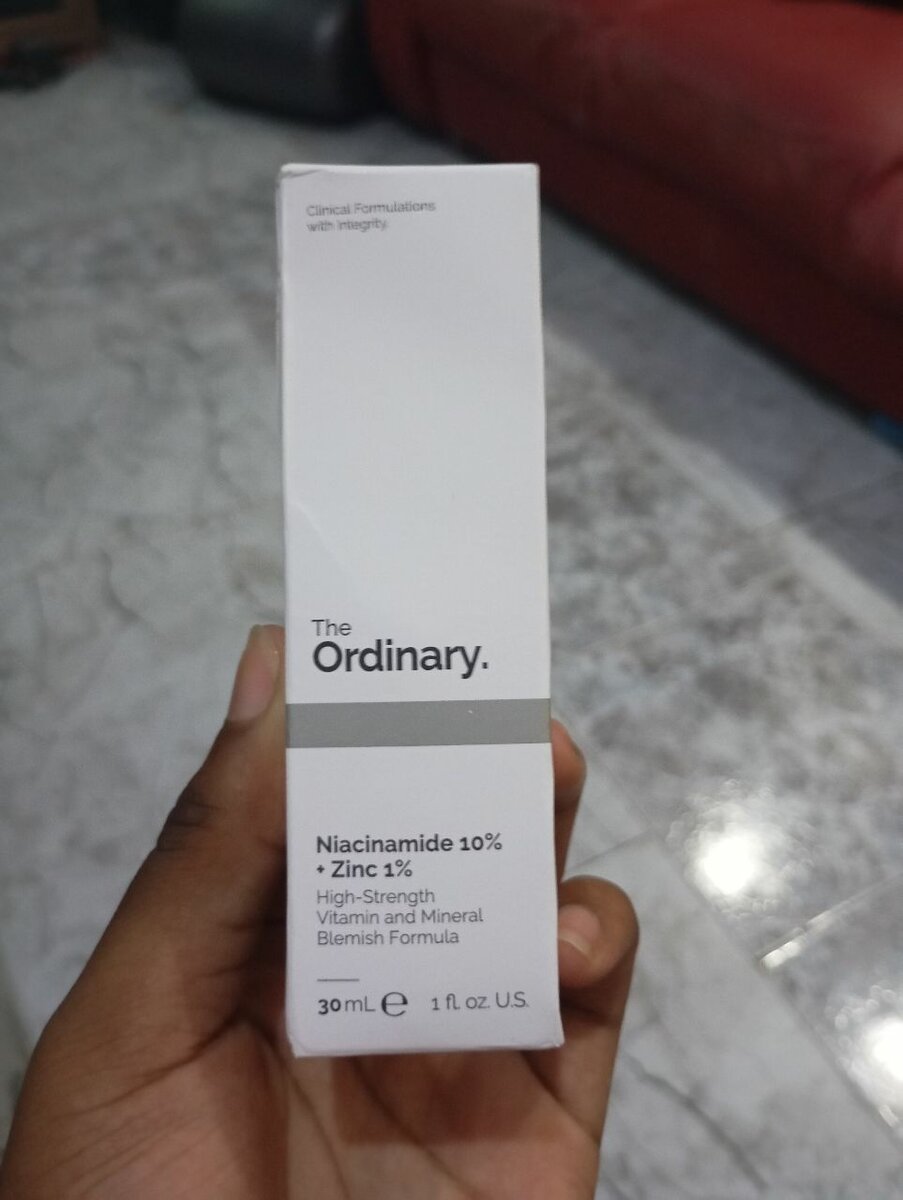 Clinical Formulations
with Integrity.
The
Ordinary.
Niacinamide 10%
+ Zinc 1%
High-Strength
Vitamin and Mineral
Blemish Formula
30 mL ℮ 1 fl. oz. U.S.